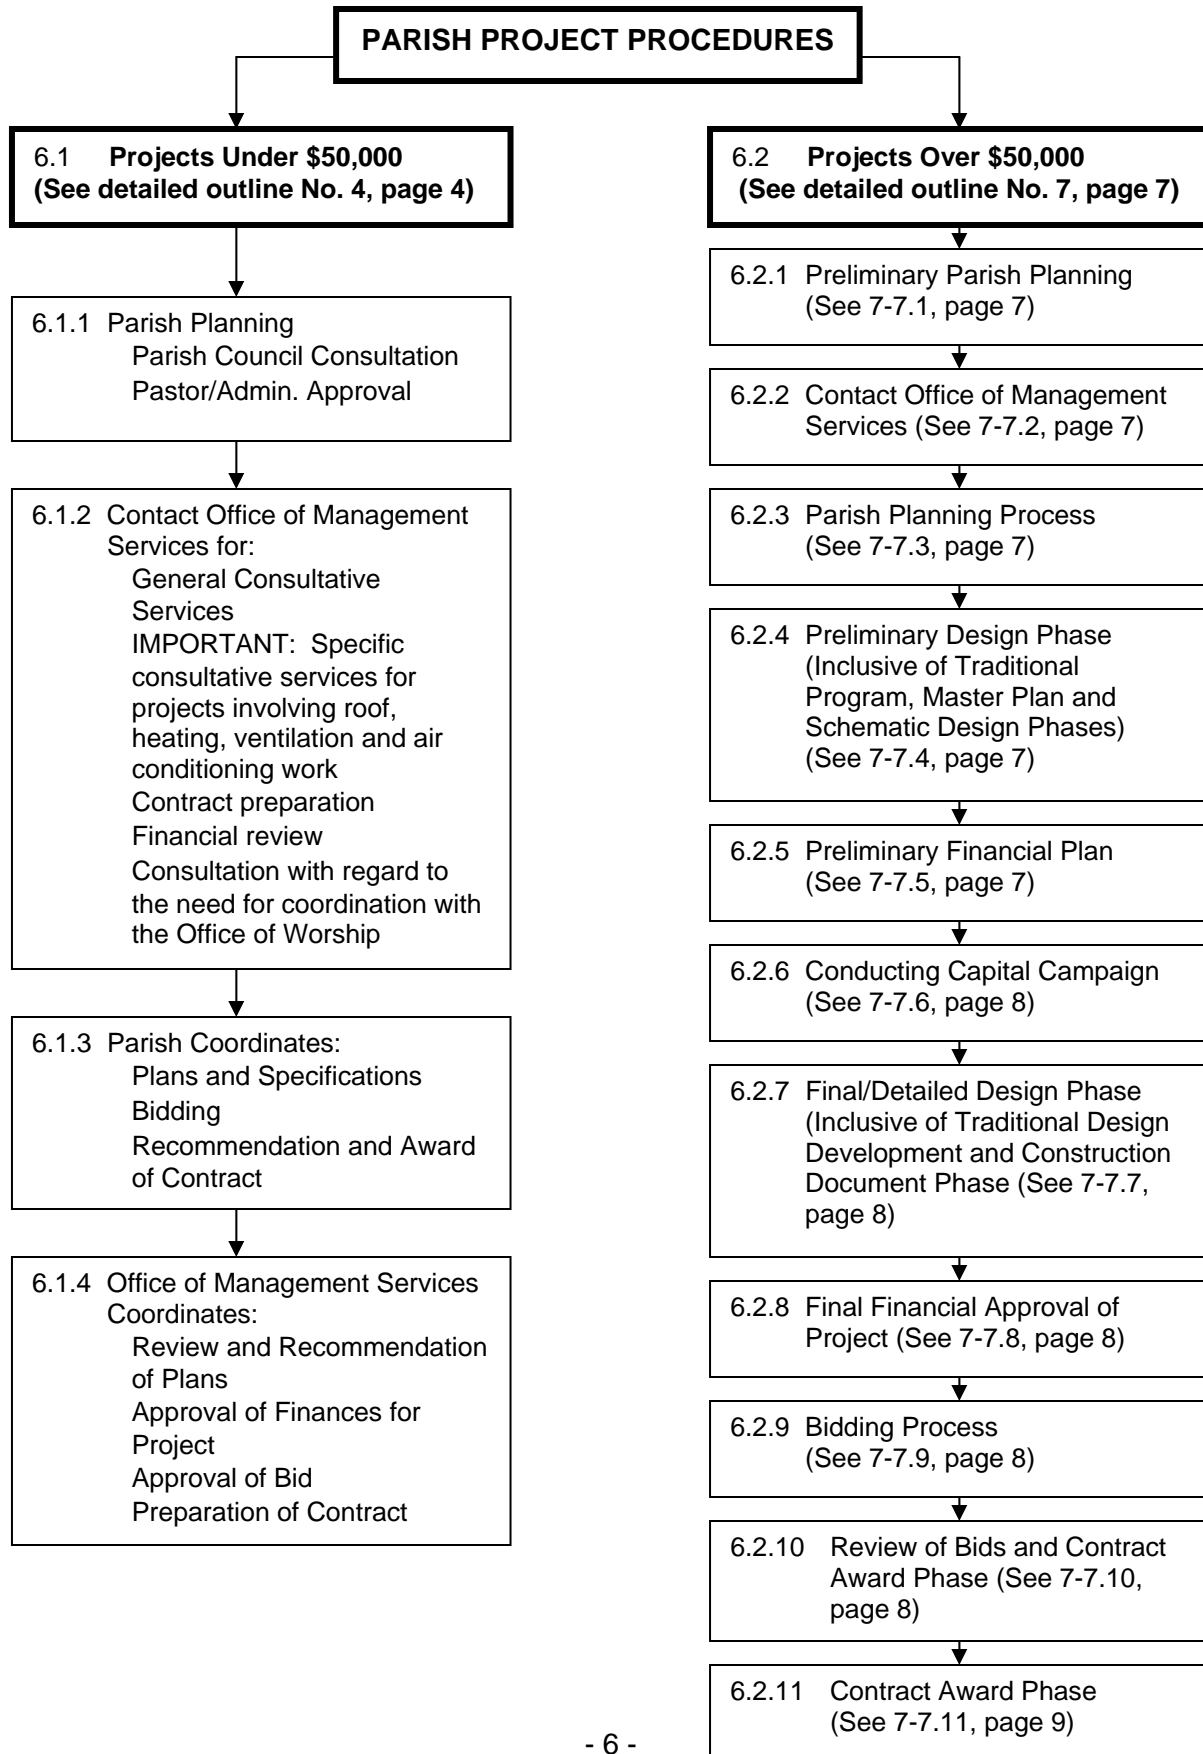 PARISH PROJECT PROCEDURES
6.1 Projects Under $50,000
(See detailed outline No. 4, page 4)
6.1.1 Parish Planning
Parish Council Consultation
Pastor/Admin. Approval
6.1.2 Contact Office of Management
Services for:
General Consultative
Services
IMPORTANT: Specific
consultative services for
projects involving roof,
heating, ventilation and air
conditioning work
Contract preparation
Financial review
Consultation with regard to
the need for coordination with
the Office of Worship
6.1.3 Parish Coordinates:
Plans and Specifications
Bidding
Recommendation and Award
of Contract
6.1.4 Office of Management Services
Coordinates:
Review and Recommendation
of Plans
Approval of Finances for
Project
Approval of Bid
Preparation of Contract
6.2 Projects Over $50,000
(See detailed outline No. 7, page 7)
6.2.1 Preliminary Parish Planning
(See 7-7.1, page 7)
6.2.2 Contact Office of Management
Services (See 7-7.2, page 7)
6.2.3 Parish Planning Process
(See 7-7.3, page 7)
6.2.4 Preliminary Design Phase
(Inclusive of Traditional
Program, Master Plan and
Schematic Design Phases)
(See 7-7.4, page 7)
6.2.5 Preliminary Financial Plan
(See 7-7.5, page 7)
6.2.6 Conducting Capital Campaign
(See 7-7.6, page 8)
6.2.7 Final/Detailed Design Phase
(Inclusive of Traditional Design
Development and Construction
Document Phase (See 7-7.7,
page 8)
6.2.8 Final Financial Approval of
Project (See 7-7.8, page 8)
6.2.9 Bidding Process
(See 7-7.9, page 8)
6.2.10 Review of Bids and Contract
Award Phase (See 7-7.10,
page 8)
6.2.11 Contract Award Phase
(See 7-7.11, page 9)
- 6 -